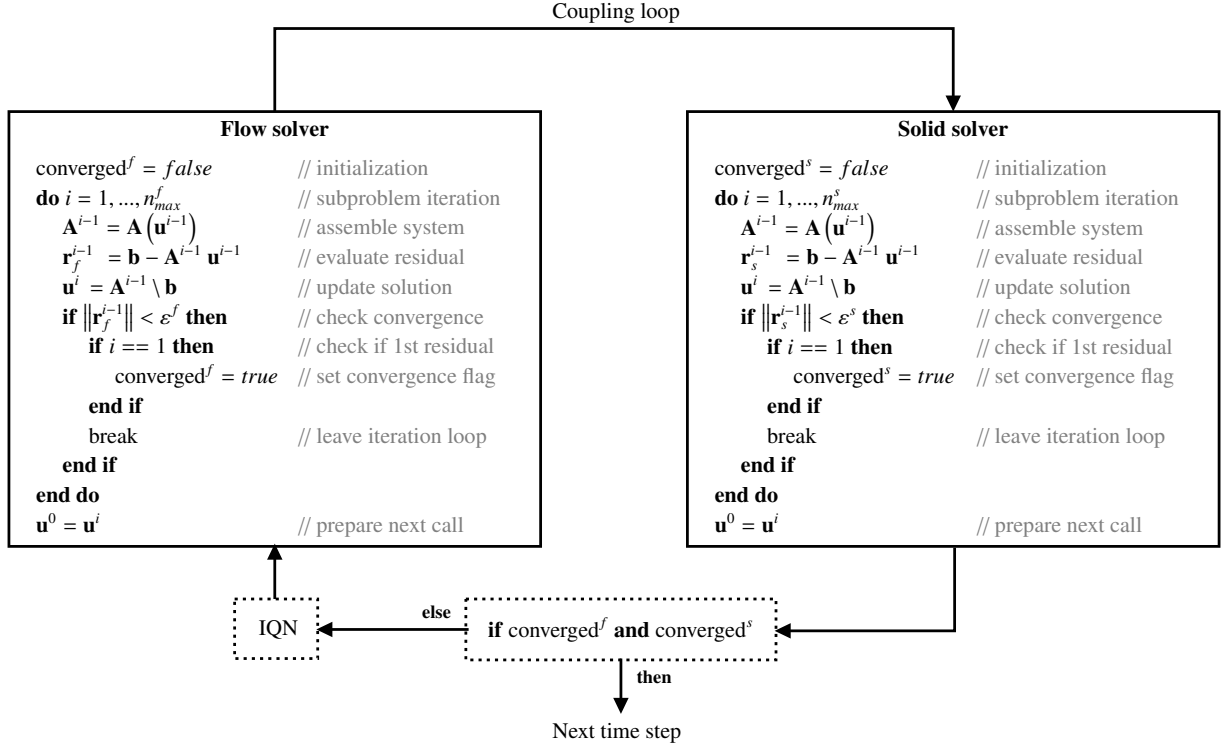 Coupling loop
Flow solver
converged^f = false // initialization
do i = 1, ..., n^f_max // subproblem iteration
A^{i−1} = A (u^{i−1}) // assemble system
r_f^{i−1} = b − A^{i−1} u^{i−1} // evaluate residual
u^i = A^{i−1} \ b // update solution
if ‖r_f^{i−1}‖ < ε^f then // check convergence
if i == 1 then // check if 1st residual
converged^f = true // set convergence flag
end if
break // leave iteration loop
end if
end do
u^0 = u^i // prepare next call
Solid solver
converged^s = false // initialization
do i = 1, ..., n^s_max // subproblem iteration
A^{i−1} = A (u^{i−1}) // assemble system
r_s^{i−1} = b − A^{i−1} u^{i−1} // evaluate residual
u^i = A^{i−1} \ b // update solution
if ‖r_s^{i−1}‖ < ε^s then // check convergence
if i == 1 then // check if 1st residual
converged^s = true // set convergence flag
end if
break // leave iteration loop
end if
end do
u^0 = u^i // prepare next call
IQN
else
if converged^f and converged^s
then
Next time step